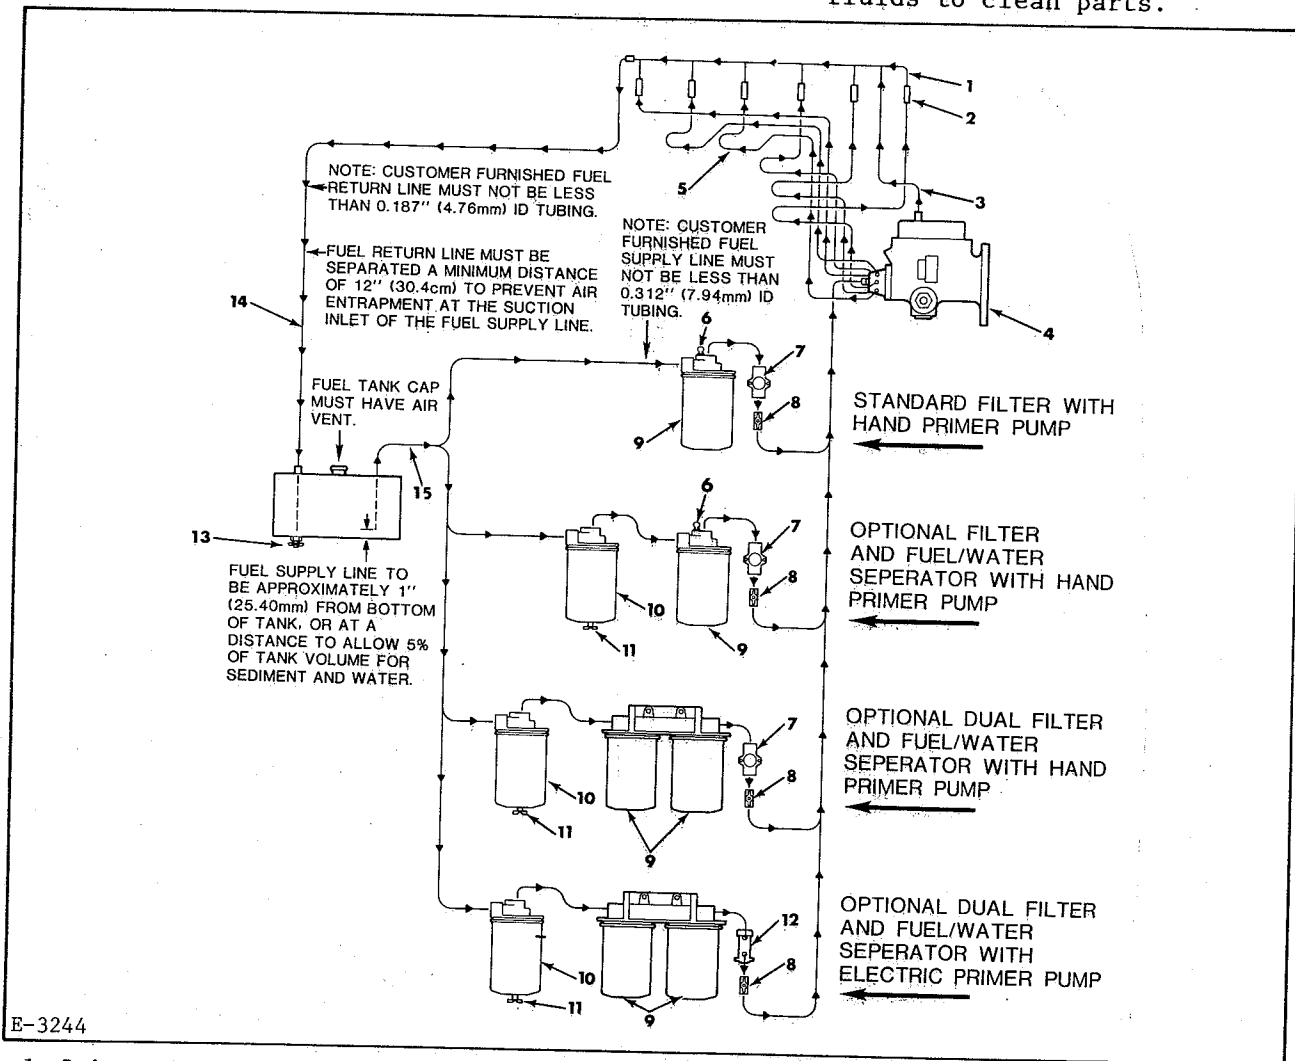 fluids to clean parts.
1
2
NOTE: CUSTOMER FURNISHED FUEL
RETURN LINE MUST NOT BE LESS
THAN 0.187" (4.76mm) ID TUBING.
5
3
NOTE: CUSTOMER
FURNISHED FUEL
SUPPLY LINE MUST
NOT BE LESS THAN
0.312" (7.94mm) ID
TUBING.
FUEL RETURN LINE MUST BE
SEPARATED A MINIMUM DISTANCE
OF 12" (30.4cm) TO PREVENT AIR
ENTRAPMENT AT THE SUCTION
INLET OF THE FUEL SUPPLY LINE.
14
6
4
7
8
9
FUEL TANK CAP
MUST HAVE AIR
VENT.
STANDARD FILTER WITH
HAND PRIMER PUMP
15
13
6
7
8
10
11
9
OPTIONAL FILTER
AND FUEL/WATER
SEPERATOR WITH HAND
PRIMER PUMP
FUEL SUPPLY LINE TO
BE APPROXIMATELY 1"
(25.40mm) FROM BOTTOM
OF TANK, OR AT A
DISTANCE TO ALLOW 5%
OF TANK VOLUME FOR
SEDIMENT AND WATER.
7
8
10
11
9
OPTIONAL DUAL FILTER
AND FUEL/WATER
SEPERATOR WITH HAND
PRIMER PUMP
12
8
10
11
9
OPTIONAL DUAL FILTER
AND FUEL/WATER
SEPERATOR WITH
ELECTRIC PRIMER PUMP
E-3244